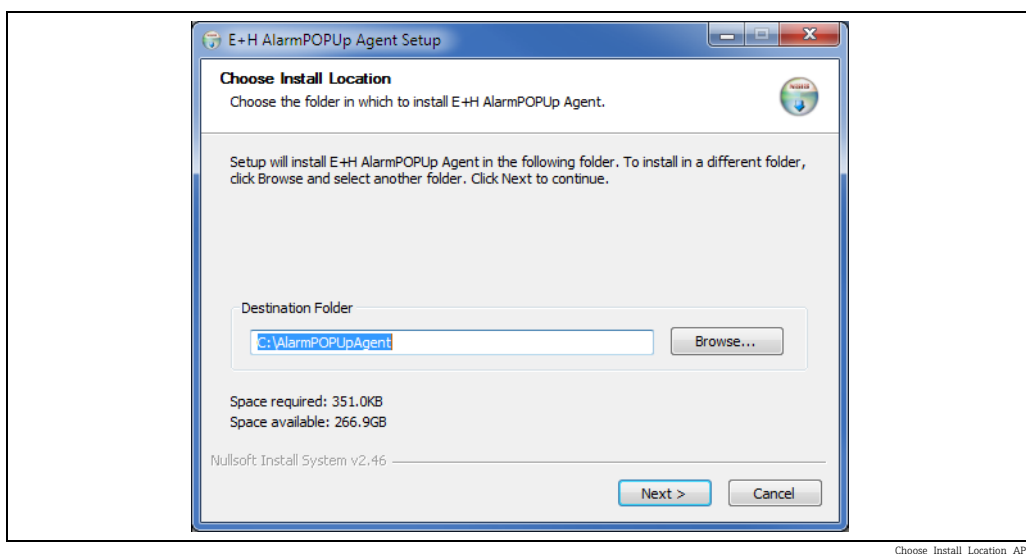 E+H AlarmPOPUp Agent Setup
Choose Install Location
Choose the folder in which to install E+H AlarmPOPUp Agent.
Setup will install E+H AlarmPOPUp Agent in the following folder. To install in a different folder,
click Browse and select another folder. Click Next to continue.
Destination Folder
C:\AlarmPOPUpAgent
Browse...
Space required: 351.0KB
Space available: 266.9GB
Nullsoft Install System v2.46
Next >
Cancel
Choose Install Location AP